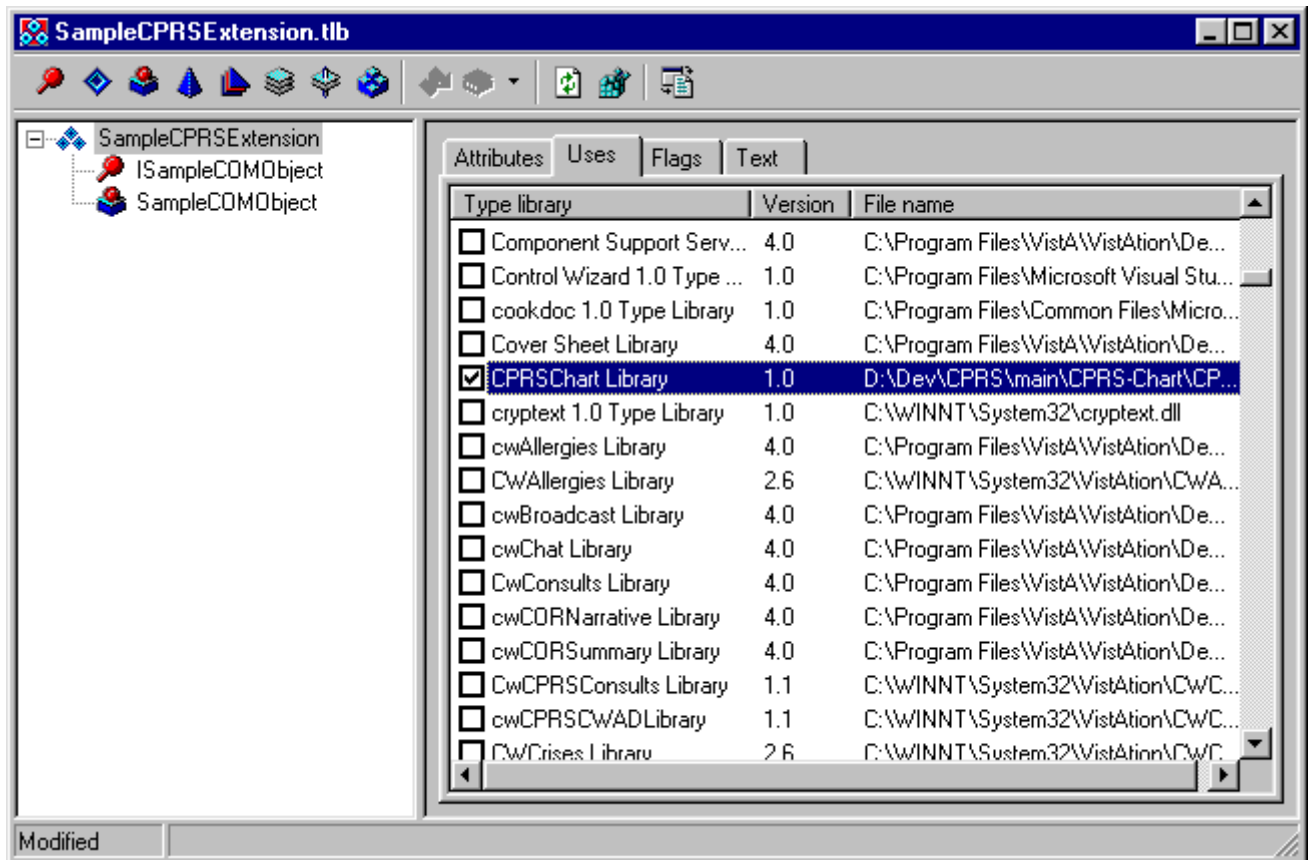 SampleCPRSExtension.tlb
SampleCPRSExtension
ISampleCOMObject
SampleCOMObject
Attributes Uses Flags Text
Type library Version File name
Component Support Serv... 4.0 C:\Program Files\VistA\VistAtion\De...
Control Wizard 1.0 Type ... 1.0 C:\Program Files\Microsoft Visual Stu...
cookdoc 1.0 Type Library 1.0 C:\Program Files\Common Files\Micro...
Cover Sheet Library 4.0 C:\Program Files\VistA\VistAtion\De...
CPRSChart Library 1.0 D:\Dev\CPRS\main\CPRS-Chart\CP...
cryptext 1.0 Type Library 1.0 C:\WINNT\System32\cryptext.dll
cwAllergies Library 4.0 C:\Program Files\VistA\VistAtion\De...
CWAllergies Library 2.6 C:\WINNT\System32\VistAtion\CWA...
cwBroadcast Library 4.0 C:\Program Files\VistA\VistAtion\De...
cwChat Library 4.0 C:\Program Files\VistA\VistAtion\De...
CwConsults Library 4.0 C:\Program Files\VistA\VistAtion\De...
cwCORNarrative Library 4.0 C:\Program Files\VistA\VistAtion\De...
cwCORSummary Library 4.0 C:\Program Files\VistA\VistAtion\De...
CwCPRSConsults Library 1.1 C:\WINNT\System32\VistAtion\CWC...
cwCPRSCWADLibrary 1.1 C:\WINNT\System32\VistAtion\CWC...
CWCrises Library 2.6 C:\WINNT\System32\VistAtion\CWC...
Modified